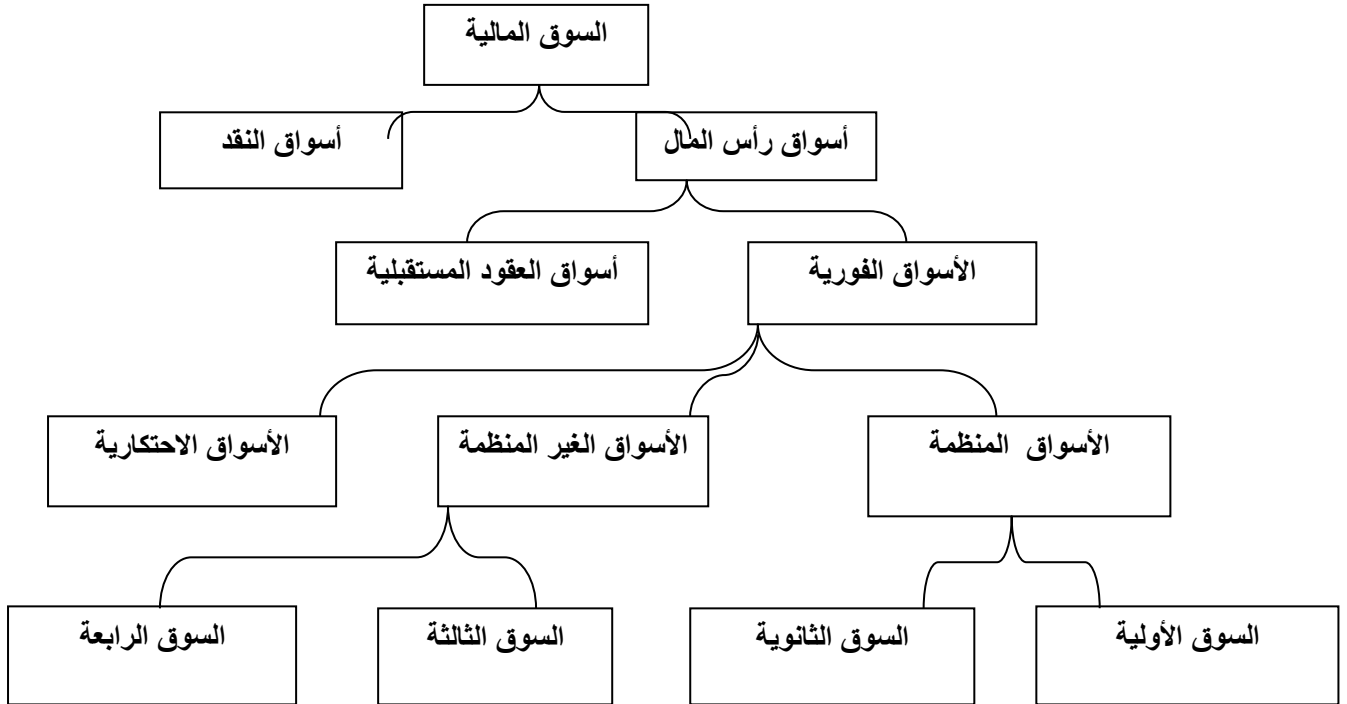 السوق المالية
أسواق رأس المال
أسواق النقد
الأسواق الفورية
أسواق العقود المستقبلية
الأسواق المنظمة
الأسواق الغير المنظمة
الأسواق الاحتكارية
السوق الأولية
السوق الثانوية
السوق الثالثة
السوق الرابعة